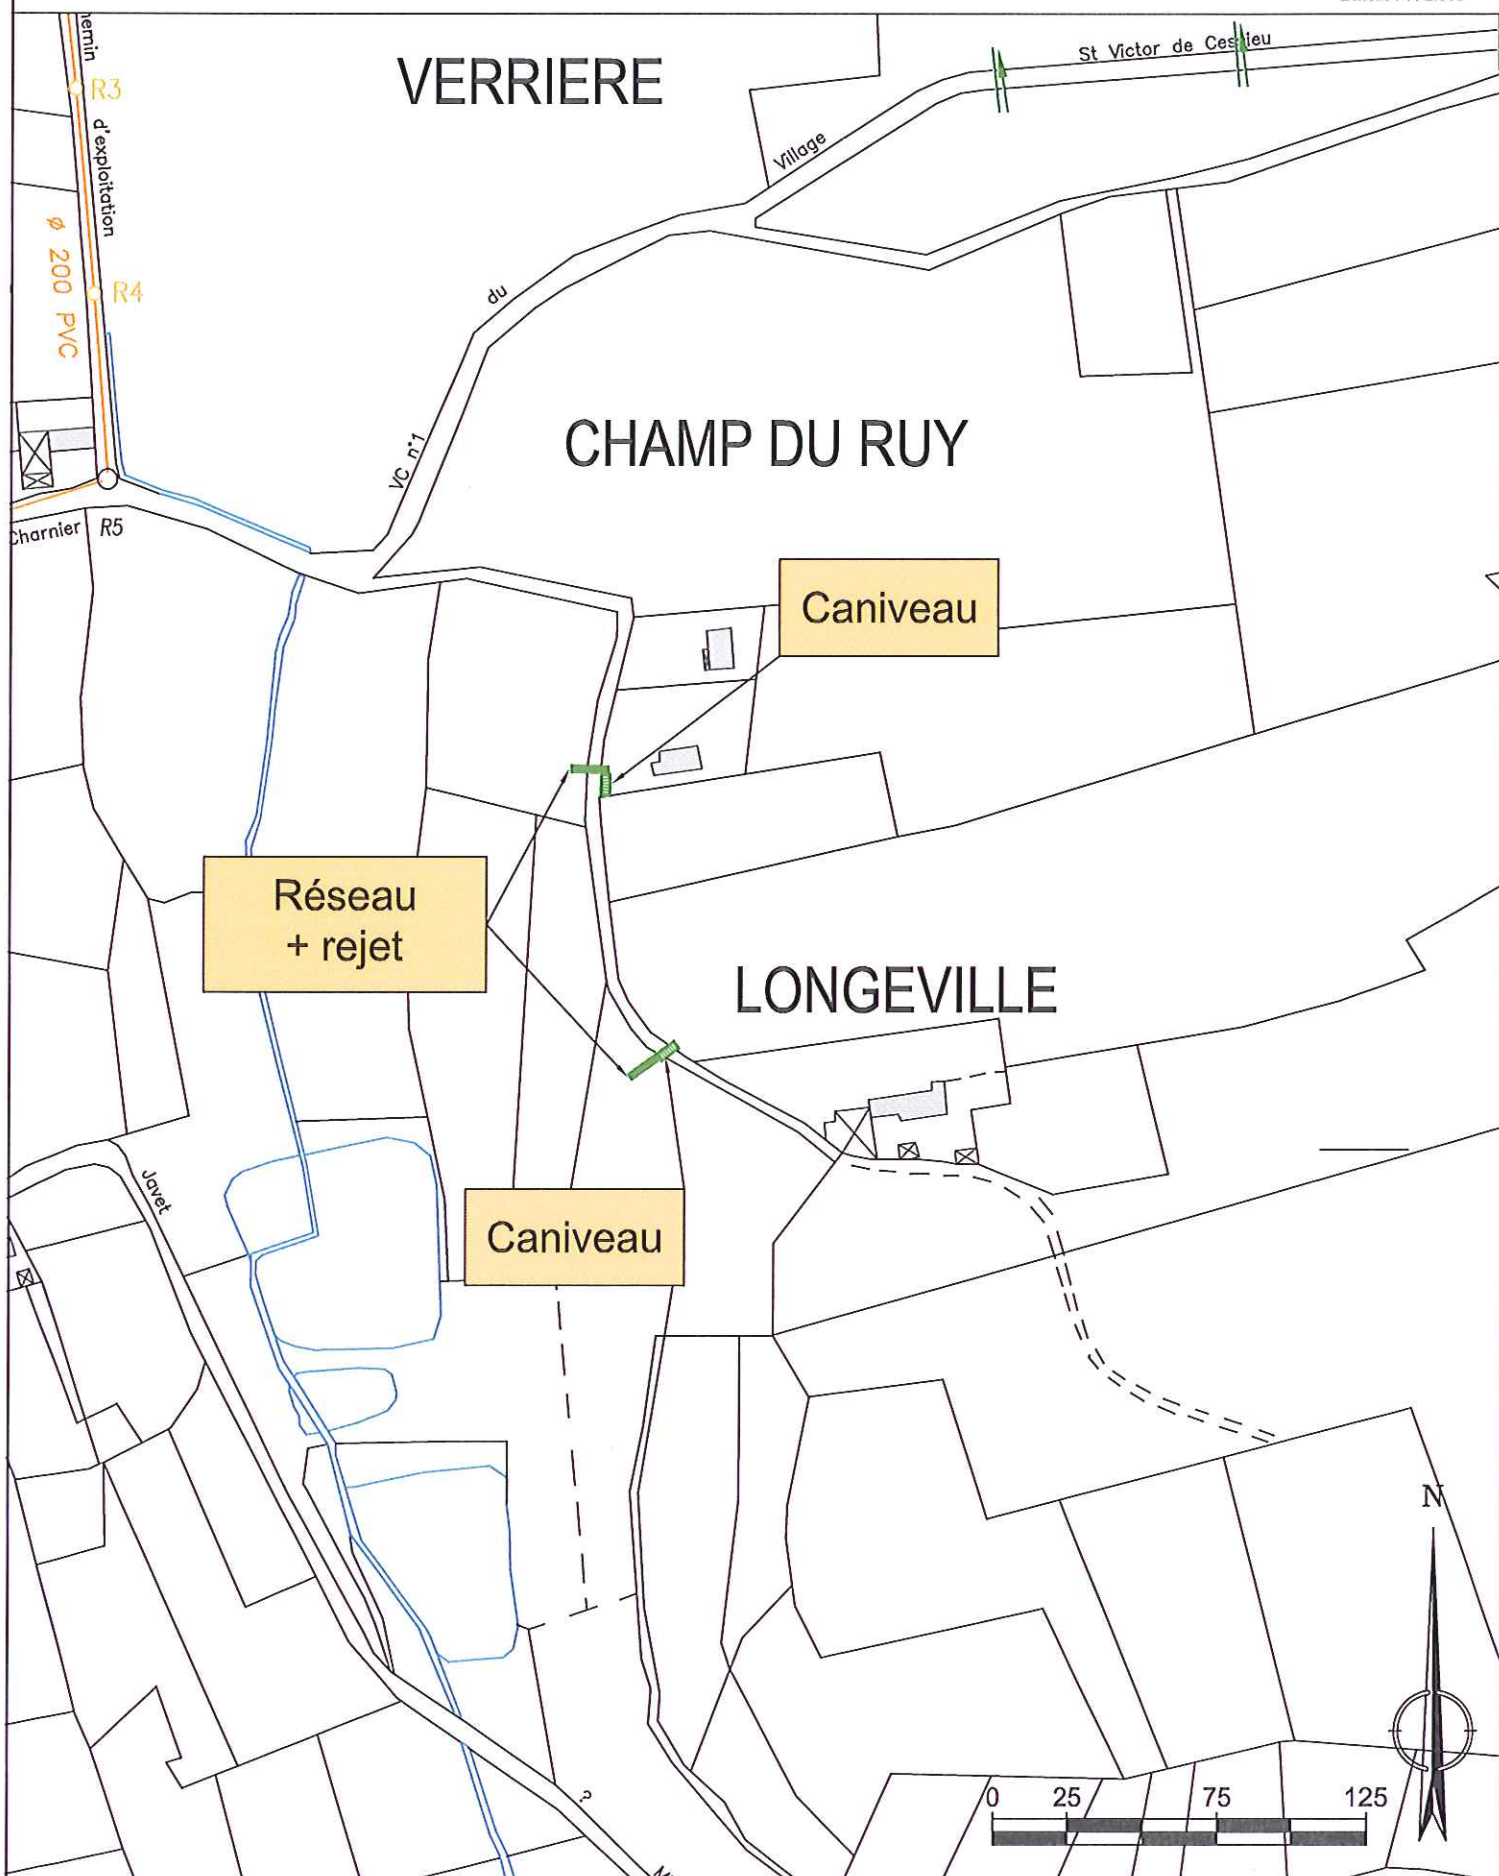 VERRIERE
St Victor de Cessieu
R3
d'exploitation
Village
ø 200 PVC
R4
du
VC n°1
CHAMP DU RUY
Charnier
R5
Caniveau
Réseau
+ rejet
LONGEVILLE
Javet
Caniveau
N
?
0 25 75 125